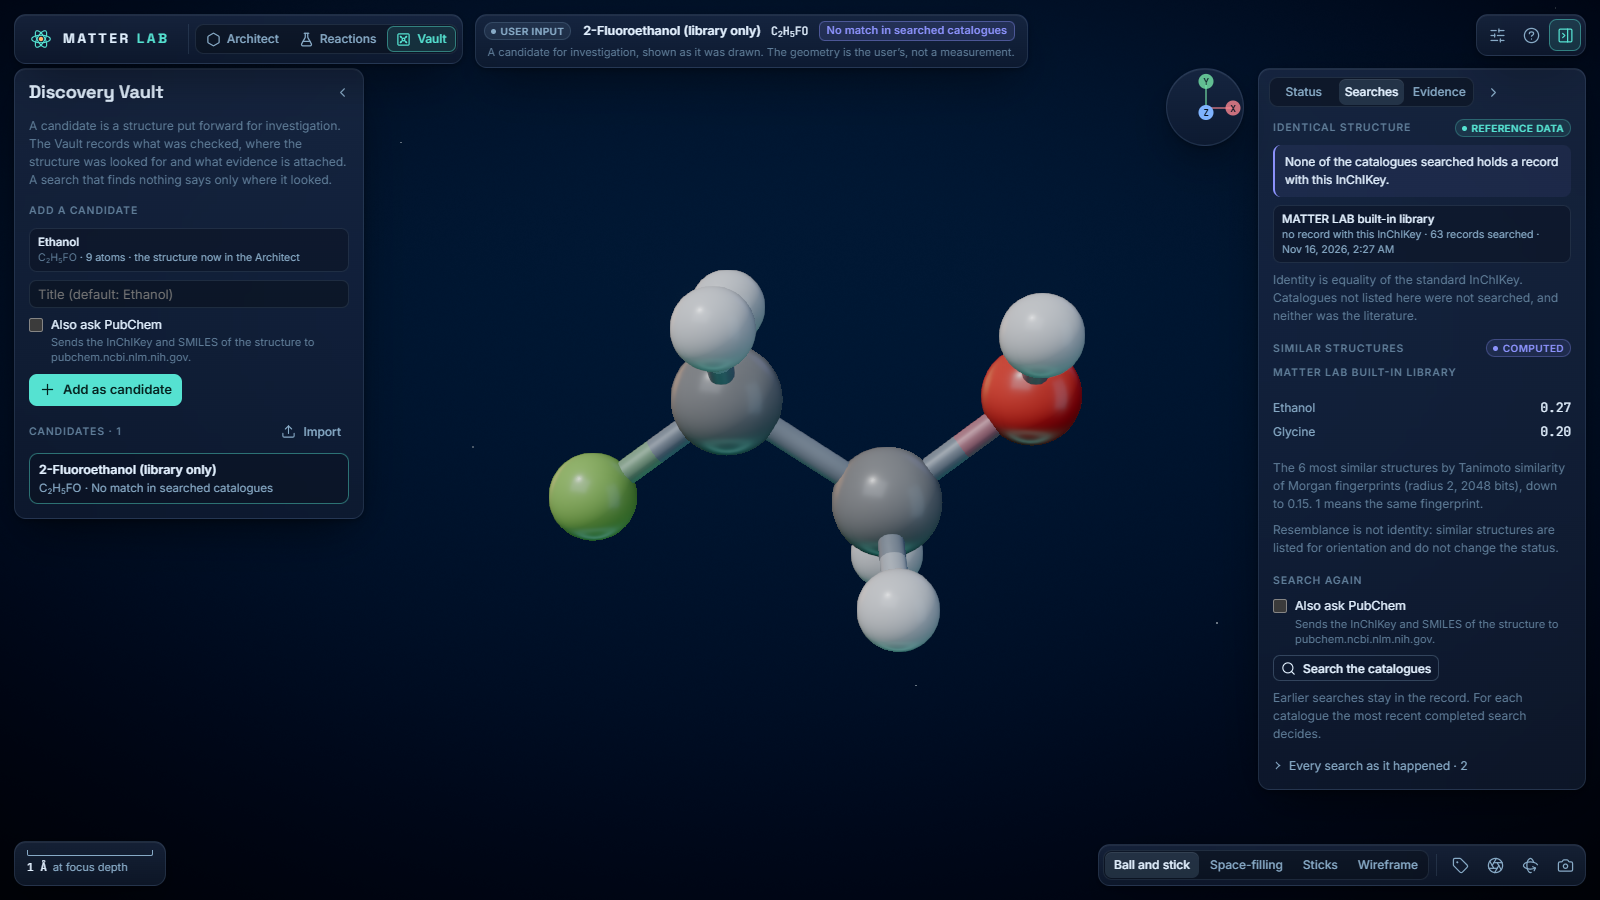 MATTER LAB
Architect
Reactions
Vault
USER INPUT
2-Fluoroethanol (library only)
C₂H₅FO
No match in searched catalogues
A candidate for investigation, shown as it was drawn. The geometry is the user's, not a measurement.
Discovery Vault
A candidate is a structure put forward for investigation.
The Vault records what was checked, where the
structure was looked for and what evidence is attached.
A search that finds nothing says only where it looked.
ADD A CANDIDATE
Ethanol
C₂H₅FO · 9 atoms · the structure now in the Architect
Title (default: Ethanol)
Also ask PubChem
Sends the InChIKey and SMILES of the structure to
pubchem.ncbi.nlm.nih.gov.
Add as candidate
CANDIDATES · 1
Import
2-Fluoroethanol (library only)
C₂H₅FO · No match in searched catalogues
1 Å at focus depth
Y
X
Z
Status
Searches
Evidence
IDENTICAL STRUCTURE
REFERENCE DATA
None of the catalogues searched holds a record
with this InChIKey.
MATTER LAB built-in library
no record with this InChIKey · 63 records searched ·
Nov 16, 2026, 2:27 AM
Identity is equality of the standard InChIKey.
Catalogues not listed here were not searched, and
neither was the literature.
SIMILAR STRUCTURES
COMPUTED
MATTER LAB BUILT-IN LIBRARY
Ethanol 0.27
Glycine 0.20
The 6 most similar structures by Tanimoto similarity
of Morgan fingerprints (radius 2, 2048 bits), down
to 0.15. 1 means the same fingerprint.
Resemblance is not identity: similar structures are
listed for orientation and do not change the status.
SEARCH AGAIN
Also ask PubChem
Sends the InChIKey and SMILES of the structure to
pubchem.ncbi.nlm.nih.gov.
Search the catalogues
Earlier searches stay in the record. For each
catalogue the most recent completed search
decides.
Every search as it happened · 2
Ball and stick
Space-filling
Sticks
Wireframe